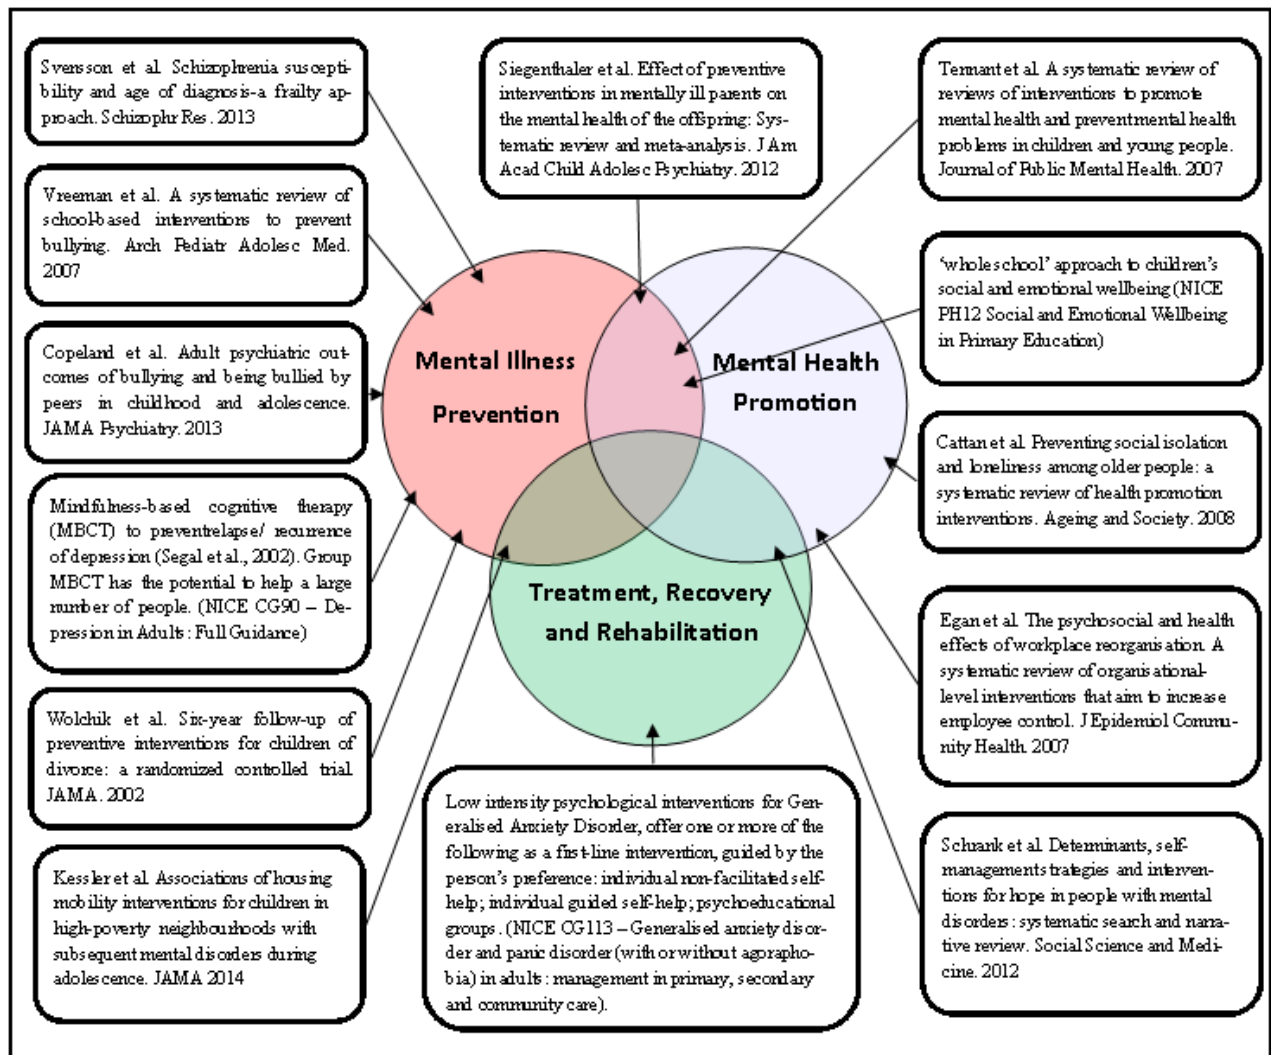 Svensson et al. Schizophrenia suscepti-
bility and age of diagnosis-a frailty ap-
proach. Schizophr Res. 2013
Vreeman et al. A systematic review of
school-based interventions to prevent
bullying. Arch Pediatr Adolesc Med.
2007
Copeland et al. Adult psychiatric out-
comes of bullying and being bullied by
peers in childhood and adolescence.
JAMA Psychiatry. 2013
Mindfulness-based cognitive therapy
(MBCT) to prevent relapse/ recurrence
of depression (Segal et al., 2002). Group
MBCT has the potential to help a large
number of people. (NICE CG90 – De-
pression in Adults: Full Guidance)
Wolchik et al. Six-year follow-up of
preventive interventions for children of
divorce: a randomized controlled trial.
JAMA. 2002
Kessler et al. Associations of housing
mobility interventions for children in
high-poverty neighbourhoods with
subsequent mental disorders during
adolescence. JAMA 2014
Siegenthaler et al. Effect of preventive
interventions in mentally ill parents on
the mental health of the offspring: Sys-
tematic review and meta-analysis. J Am
Acad Child Adolesc Psychiatry. 2012
Mental Illness
Prevention
Mental Health
Promotion
Treatment, Recovery
and Rehabilitation
Low intensity psychological interventions for Gen-
eralised Anxiety Disorder, offer one or more of the
following as a first-line intervention, guided by the
person's preference: individual non-facilitated self-
help; individual guided self-help; psychoeducational
groups. (NICE CG113 – Generalised anxiety disor-
der and panic disorder (with or without agorapho-
bia) in adults: management in primary, secondary
and community care).
Tennant et al. A systematic review of
reviews of interventions to promote
mental health and prevent mental health
problems in children and young people.
Journal of Public Mental Health. 2007
'whole school' approach to children's
social and emotional wellbeing (NICE
PH12 Social and Emotional Wellbeing
in Primary Education)
Cattan et al. Preventing social isolation
and loneliness among older people: a
systematic review of health promotion
interventions. Ageing and Society. 2008
Egan et al. The psychosocial and health
effects of workplace reorganisation. A
systematic review of organisational-
level interventions that aim to increase
employee control. J Epidemiol Commu-
nity Health. 2007
Schrank et al. Determinants, self-
managements trategies and interven-
tions for hope in people with mental
disorders: systematic search and narra-
tive review. Social Science and Medi-
cine. 2012